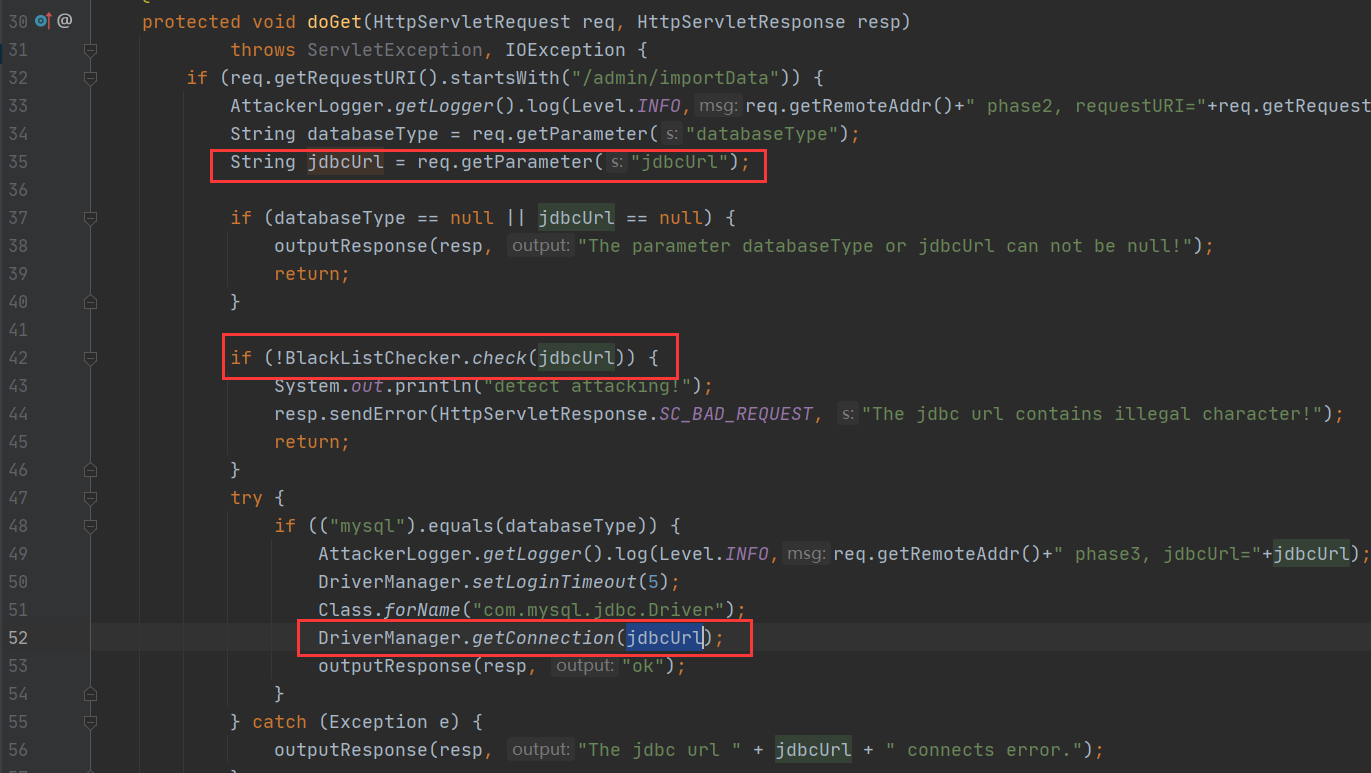 30 @ protected void doGet(HttpServletRequest req, HttpServletResponse resp)
31 throws ServletException, IOException {
32 if (req.getRequestURI().startsWith("/admin/importData")) {
33 AttackerLogger.getLogger().log(Level.INFO, msg: req.getRemoteAddr()+" phase2, requestURI="+req.getRequest
34 String databaseType = req.getParameter( s: "databaseType");
35 String jdbcUrl = req.getParameter( s: "jdbcUrl");
36
37 if (databaseType == null || jdbcUrl == null) {
38 outputResponse(resp, output: "The parameter databaseType or jdbcUrl can not be null!");
39 return;
40 }
41
42 if (!BlackListChecker.check(jdbcUrl)) {
43 System.out.println("detect attacking!");
44 resp.sendError(HttpServletResponse.SC_BAD_REQUEST, s: "The jdbc url contains illegal character!");
45 return;
46 }
47 try {
48 if (("mysql").equals(databaseType)) {
49 AttackerLogger.getLogger().log(Level.INFO, msg: req.getRemoteAddr()+" phase3, jdbcUrl="+jdbcUrl);
50 DriverManager.setLoginTimeout(5);
51 Class.forName("com.mysql.jdbc.Driver");
52 DriverManager.getConnection(jdbcUrl);
53 outputResponse(resp, output: "ok");
54 }
55 } catch (Exception e) {
56 outputResponse(resp, output: "The jdbc url " + jdbcUrl + " connects error.");